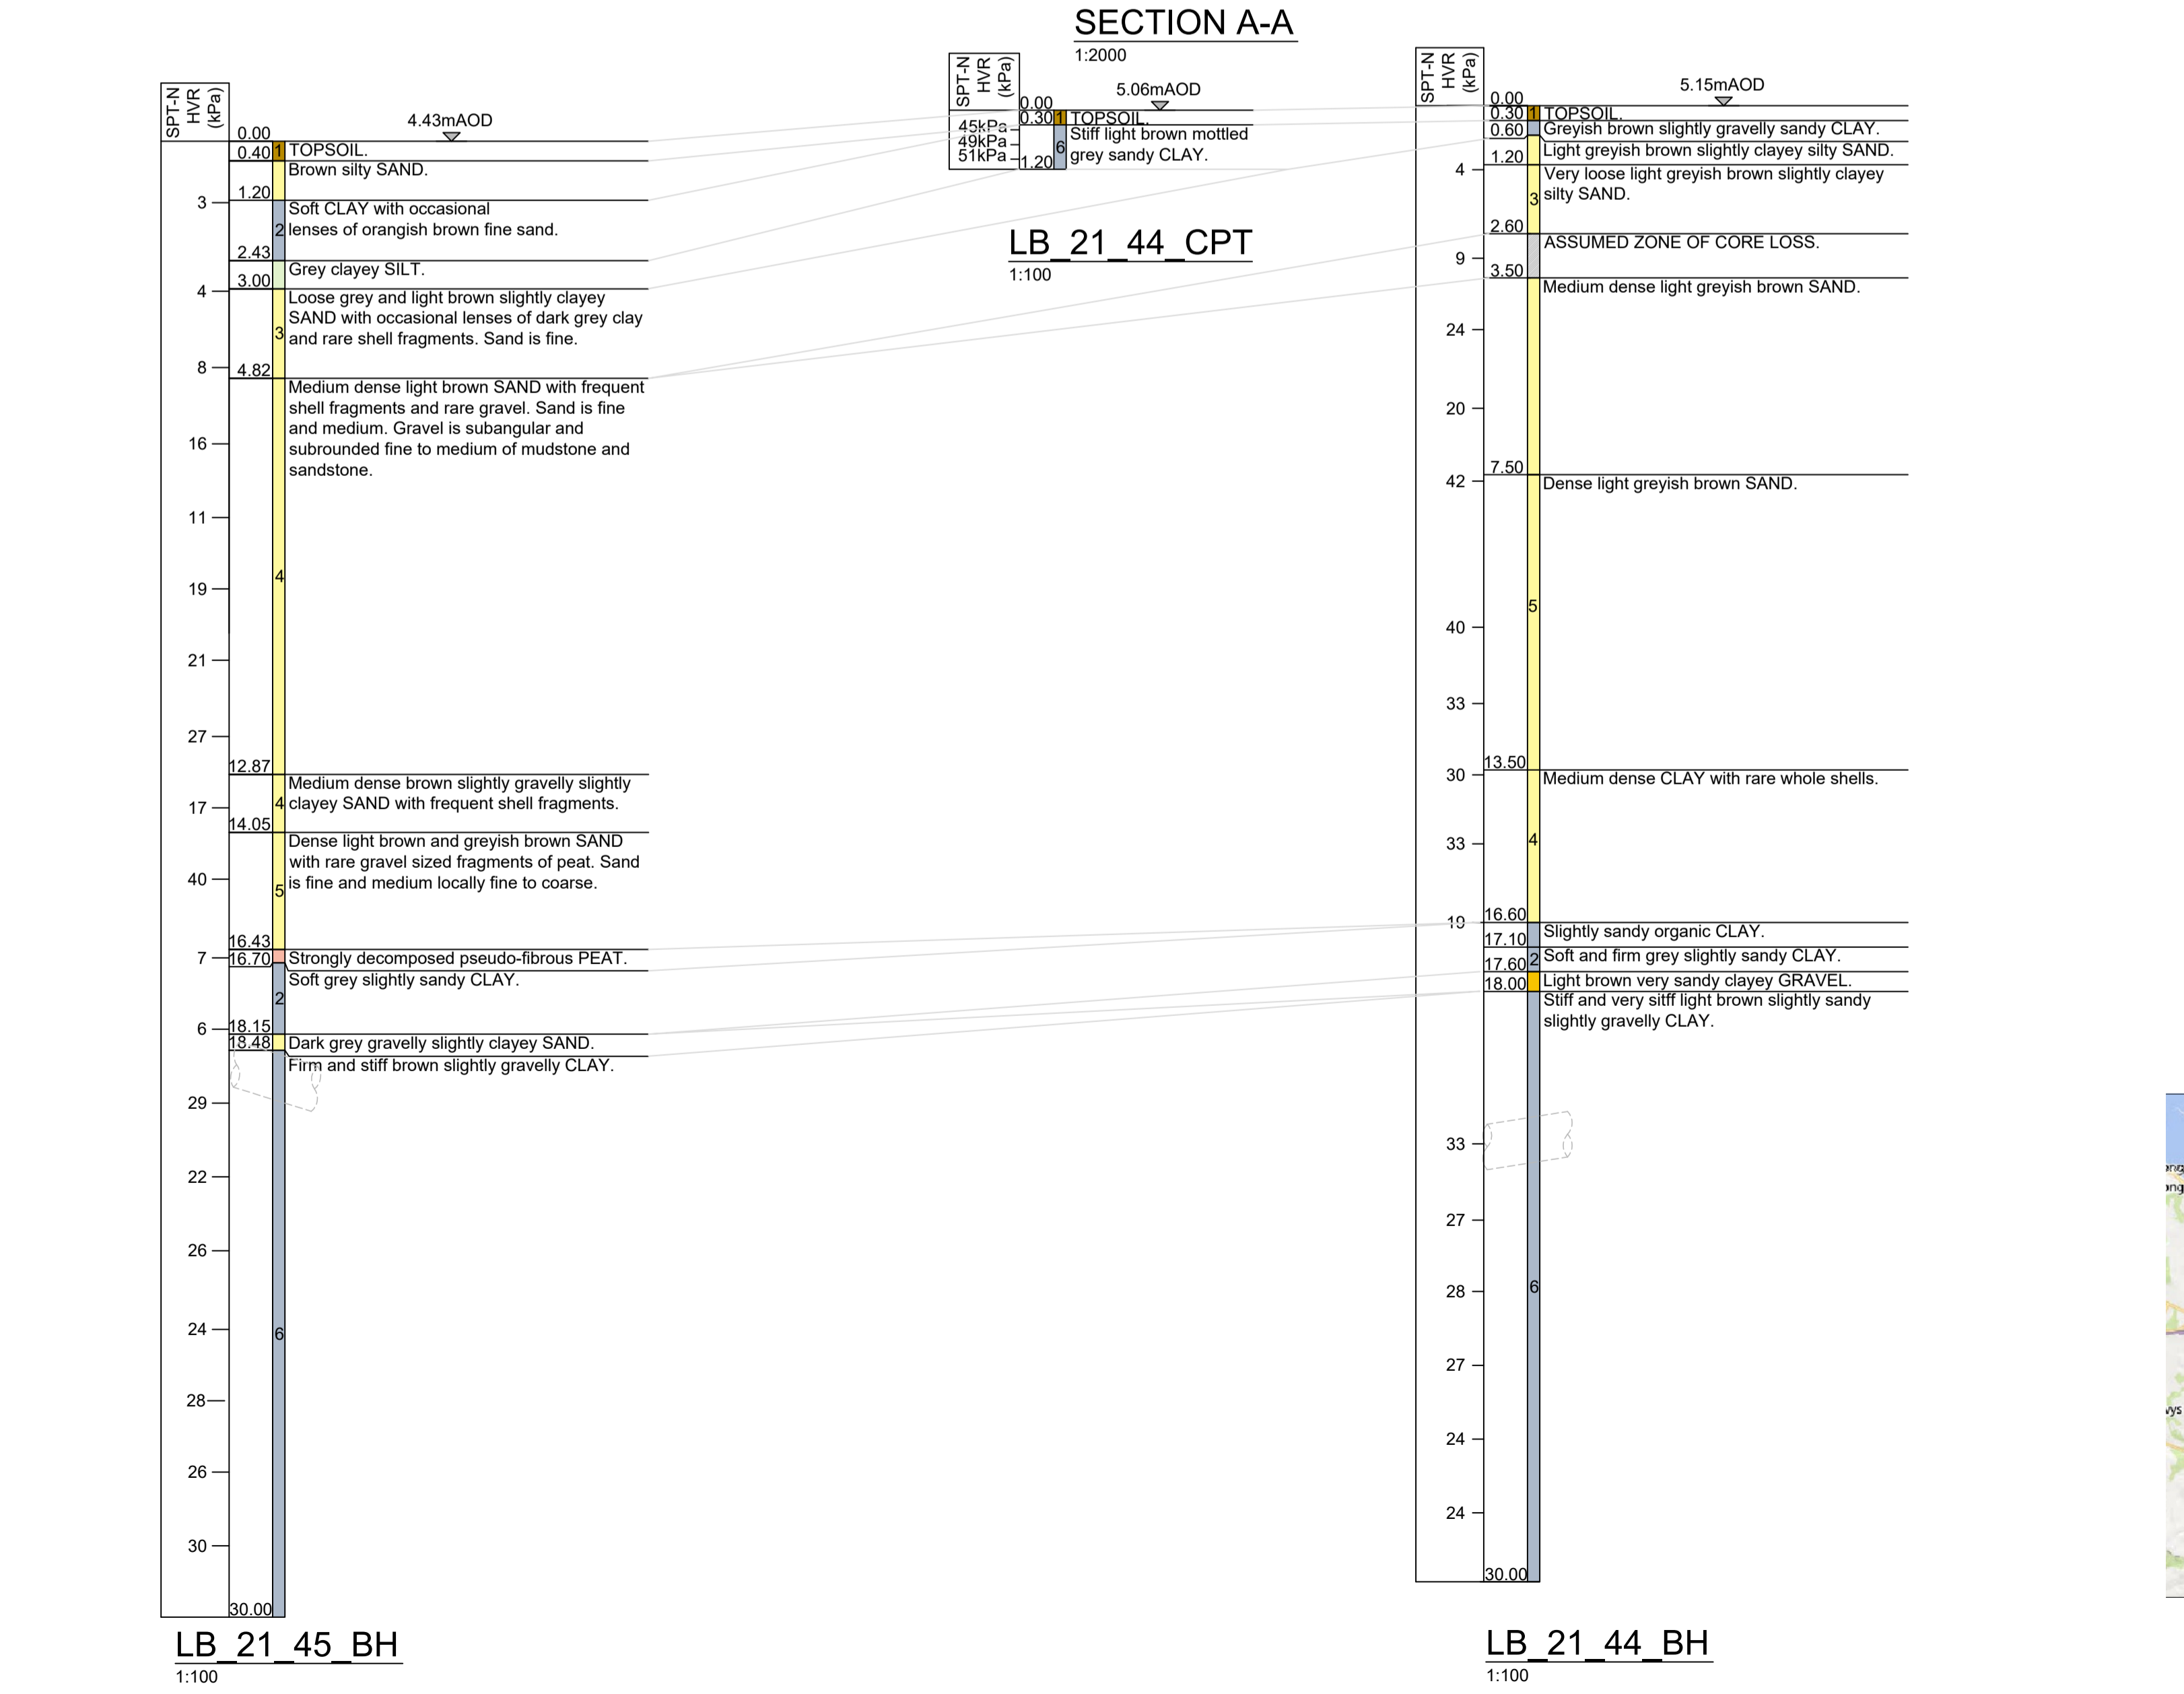 SECTION A-A
1:2000
SPT-N
HVR
(kPa)
4.43mAOD
0.00
0.40
1
TOPSOIL.
Brown silty SAND.
1.20
3
Soft CLAY with occasional
2
lenses of orangish brown fine sand.
2.43
Grey clayey SILT.
3.00
4
Loose grey and light brown slightly clayey
SAND with occasional lenses of dark grey clay
3
and rare shell fragments. Sand is fine.
8
4.82
Medium dense light brown SAND with frequent
shell fragments and rare gravel. Sand is fine
and medium. Gravel is subangular and
16
subrounded fine to medium of mudstone and
sandstone.
11
4
19
21
27
12.87
Medium dense brown slightly gravelly slightly
17
4
clayey SAND with frequent shell fragments.
14.05
Dense light brown and greyish brown SAND
with rare gravel sized fragments of peat. Sand
40
5
is fine and medium locally fine to coarse.
16.43
7
16.70
Strongly decomposed pseudo-fibrous PEAT.
Soft grey slightly sandy CLAY.
2
6
18.15
18.48
Dark grey gravelly slightly clayey SAND.
Firm and stiff brown slightly gravelly CLAY.
29
22
26
24
6
28
26
30
30.00
LB_21_45_BH
1:100
SPT-N
HVR
(kPa)
5.06mAOD
0.00
0.30
1
TOPSOIL.
45kPa
49kPa
51kPa
Stiff light brown mottled
6
grey sandy CLAY.
1.20
LB_21_44_CPT
1:100
SPT-N
HVR
(kPa)
5.15mAOD
0.00
0.30
1
TOPSOIL.
0.60
Greyish brown slightly gravelly sandy CLAY.
Light greyish brown slightly clayey silty SAND.
1.20
4
Very loose light greyish brown slightly clayey
3
silty SAND.
2.60
ASSUMED ZONE OF CORE LOSS.
9
3.50
Medium dense light greyish brown SAND.
24
20
7.50
42
Dense light greyish brown SAND.
5
40
33
13.50
30
Medium dense CLAY with rare whole shells.
33
4
16.60
19
Slightly sandy organic CLAY.
17.10
2
Soft and firm grey slightly sandy CLAY.
17.60
Light brown very sandy clayey GRAVEL.
18.00
Stiff and very sitff light brown slightly sandy
slightly gravelly CLAY.
33
27
28
6
27
24
24
30.00
LB_21_44_BH
1:100